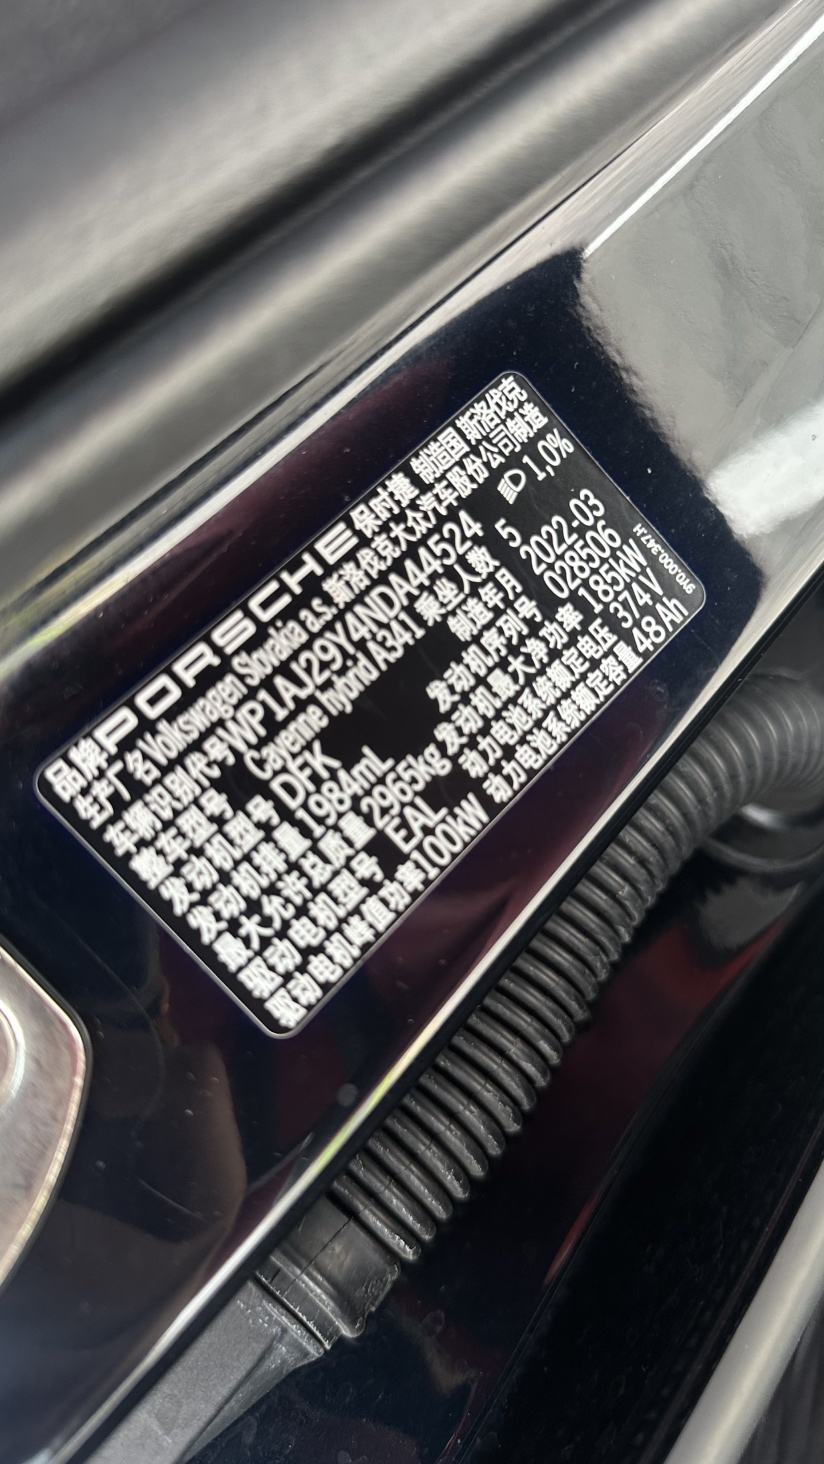 品牌 PORSCHE 保时捷 制造国 斯洛伐克
生产厂名 Volkswagen Slovakia a.s. 斯洛伐克大众汽车股份公司制造
车辆识别代号 WP1AJ29Y4NDA44524 1,0%
整车型号 Cayenne hybrid A341 乘坐人数 5
发动机型号 DFK 制造年月 2022-03
发动机排量 1984mL 发动机序列号 028506
最大允许总质量 2965kg 发动机最大净功率 185kW
驱动电机型号 EAL 动力电池系统额定电压 374V
驱动电机峰值功率 100kW 动力电池系统额定容量 48Ah
9Y0.000.347.H